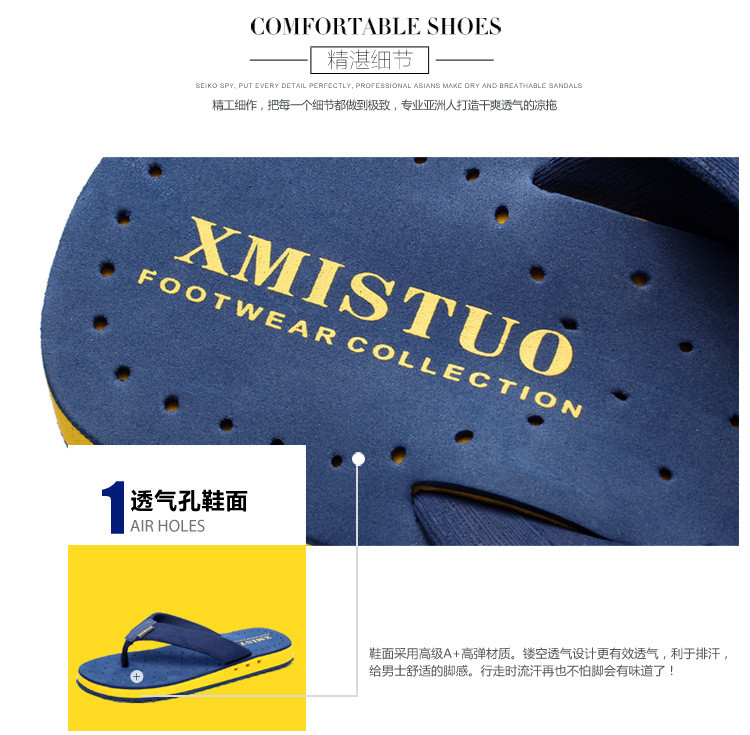 COMFORTABLE SHOES
精湛细节
SEIKO SPY, PUT EVERY DETAIL PERFECTLY, PROFESSIONAL ASIANS MAKE DRY AND BREATHABLE SANDALS
精工细作，把每一个细节都做到极致，专业亚洲人打造干爽透气的凉拖
XMISTUO
FOOTWEAR COLLECTION
1 透气孔鞋面
AIR HOLES
XMIST
鞋面采用高级A+高弹材质。镂空透气设计更有效透气，利于排汗，
给男士舒适的脚感。行走时流汗再也不怕脚会有味道了！